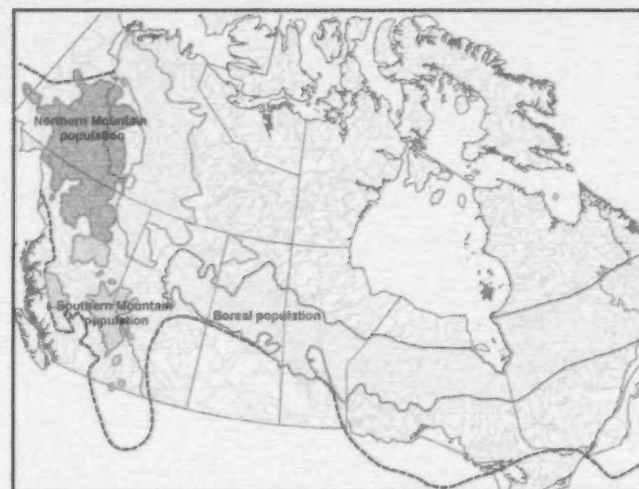 Northern Mountain
population
Southern Mountain
population
Boreal population